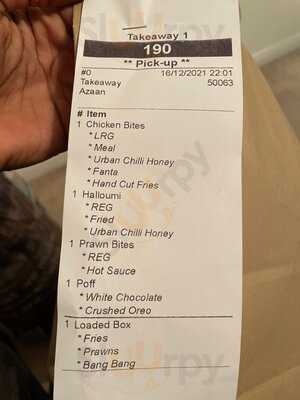 Takeaway 1
190
** Pick-up **
#0 16/12/2021 22:01
Takeaway 50063
Azaan
# Item
1 Chicken Bites
* LRG
* Meal
* Urban Chilli Honey
* Fanta
* Hand Cut Fries
1 Halloumi
* REG
* Fried
* Urban Chilli Honey
1 Prawn Bites
* REG
* Hot Sauce
1 Poff
* White Chocolate
* Crushed Oreo
1 Loaded Box
* Fries
* Prawns
* Bang Bang